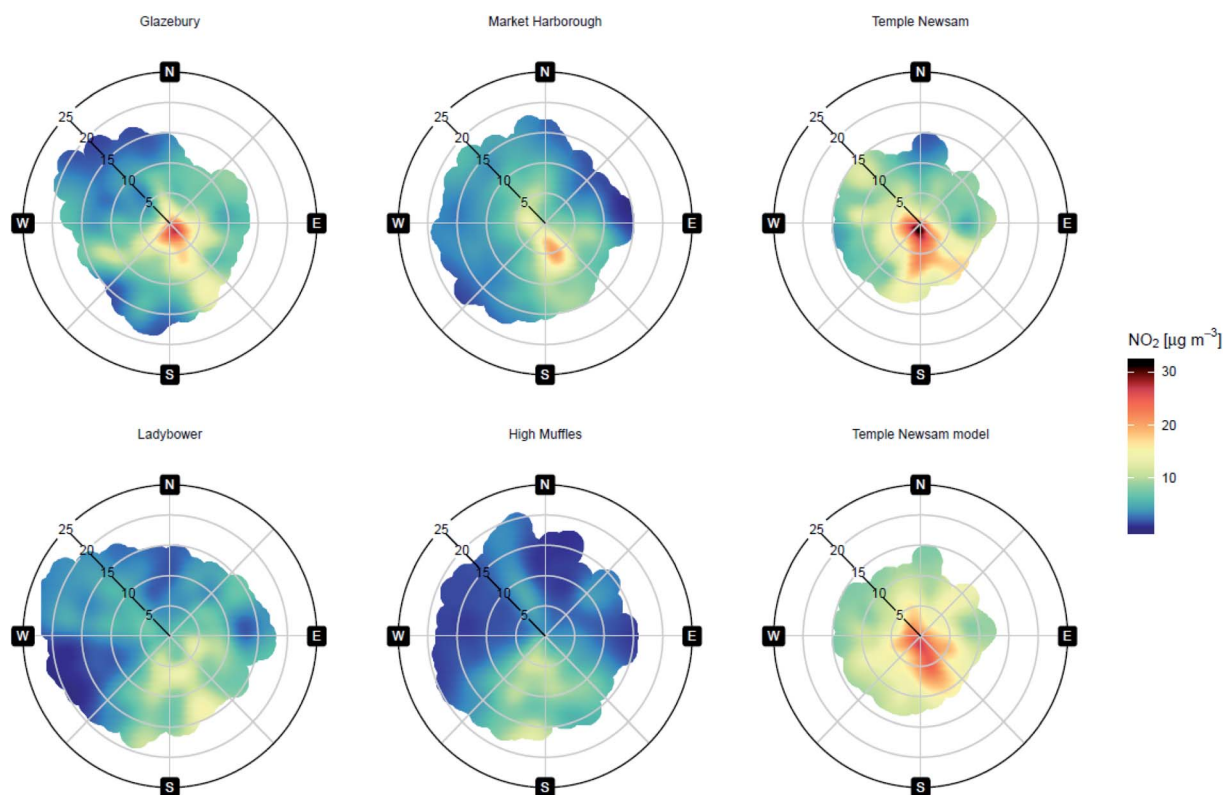 Glazebury
Market Harborough
Temple Newsam
N
N
N
25
20
15
10
5
25
20
15
10
5
25
20
15
10
5
W
E
W
E
W
E
S
S
S
NO₂ [μg m⁻³]
30
20
10
Ladybower
High Muffles
Temple Newsam model
N
N
N
25
20
15
10
5
25
20
15
10
5
25
20
15
10
5
W
E
W
E
W
E
S
S
S